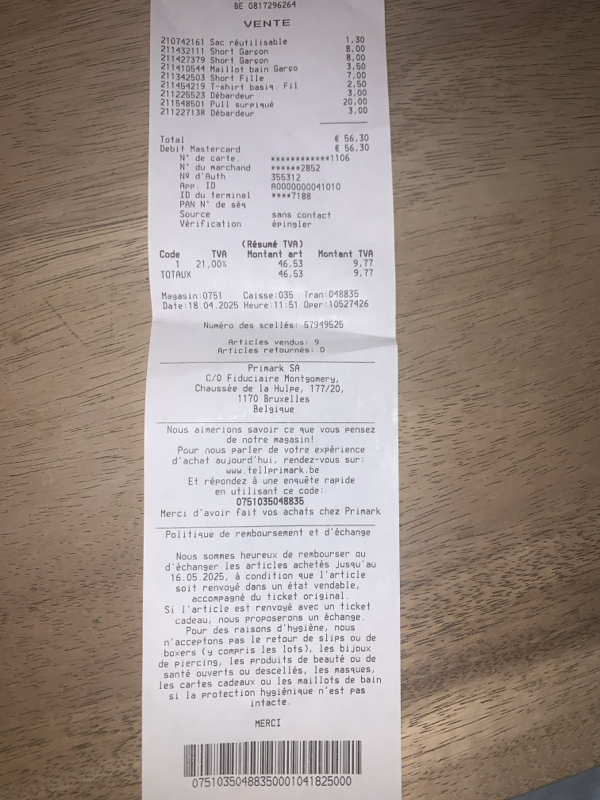 BE 0817296264
VENTE
210742161 Sac réutilisable 1,30
211432111 Short Garçon 8,00
211427379 Short Garçon 8,00
211410544 Maillot bain Garço 3,50
211342503 Short Fille 7,00
211454219 T-shirt basiq. Fil 2,50
211225523 Débardeur 3,00
211548501 Pull surpiqué 20,00
211227138 Débardeur 3,00
Total € 56,30
Debit Mastercard € 56,30
N° de carte. ************1106
N° du marchand ******2852
Nº d'Auth 355312
App. ID A0000000041010
ID du terminal ****7188
PAN N° de séq
Source sans contact
Vérification épingler
(Résumé TVA)
Code TVA Montant art Montant TVA
1 21,00% 46,53 9,77
TOTAUX 46,53 9,77
Magasin:0751 Caisse:035 Tran:048835
Date:18.04.2025 Heure:11:51 Oper:10527426
Numéro des scellés: 57949525
Articles vendus: 9
Articles retournés: 0
Primark SA
C/O Fiduciaire Montgomery,
Chaussée de la Hulpe, 177/20,
1170 Bruxelles
Belgique
Nous aimerions savoir ce que vous pensez
de notre magasin!
Pour nous parler de votre expérience
d'achat aujourd'hui, rendez-vous sur:
www.tellprimark.be
Et répondez à une enquête rapide
en utilisant ce code:
0751035048835
Merci d'avoir fait vos achats chez Primark
Politique de remboursement et d'échange
Nous sommes heureux de rembourser ou
d'échanger les articles achetés jusqu'au
16.05.2025, à condition que l'article
soit renvoyé dans un état vendable,
accompagné du ticket original.
Si l'article est renvoyé avec un ticket
cadeau, nous proposerons un échange.
Pour des raisons d'hygiène, nous
n'acceptons pas le retour de slips ou de
boxers (y compris les lots), les bijoux
de piercing, les produits de beauté ou de
santé ouverts ou descellés, les masques,
les cartes cadeaux ou les maillots de bain
si la protection hygiénique n'est pas
intacte.
MERCI
07510350488350001041825000